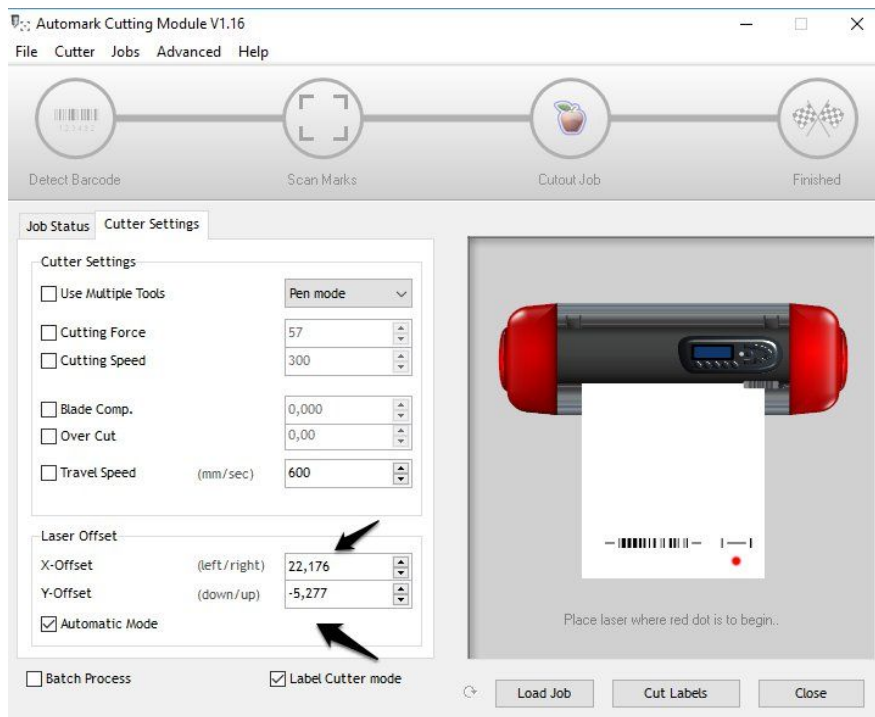 Automark Cutting Module V1.16
File Cutter Jobs Advanced Help
123432
Detect Barcode Scan Marks Cutout Job Finished
Job Status Cutter Settings
Cutter Settings
Use Multiple Tools Pen mode
Cutting Force 57
Cutting Speed 300
Blade Comp. 0,000
Over Cut 0,00
Travel Speed (mm/sec) 600
Laser Offset
X-Offset (left/right) 22,176
Y-Offset (down/up) -5,277
Automatic Mode
Place laser where red dot is to begin..
Batch Process Label Cutter mode
Load Job Cut Labels Close